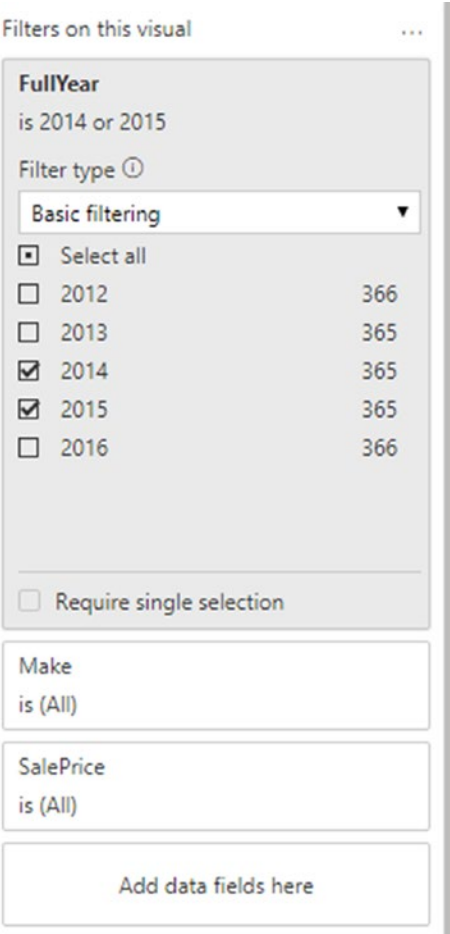 Filters on this visual ...
FullYear
is 2014 or 2015
Filter type ⓘ
Basic filtering
Select all
2012 366
2013 365
2014 365
2015 365
2016 366
Require single selection
Make
is (All)
SalePrice
is (All)
Add data fields here